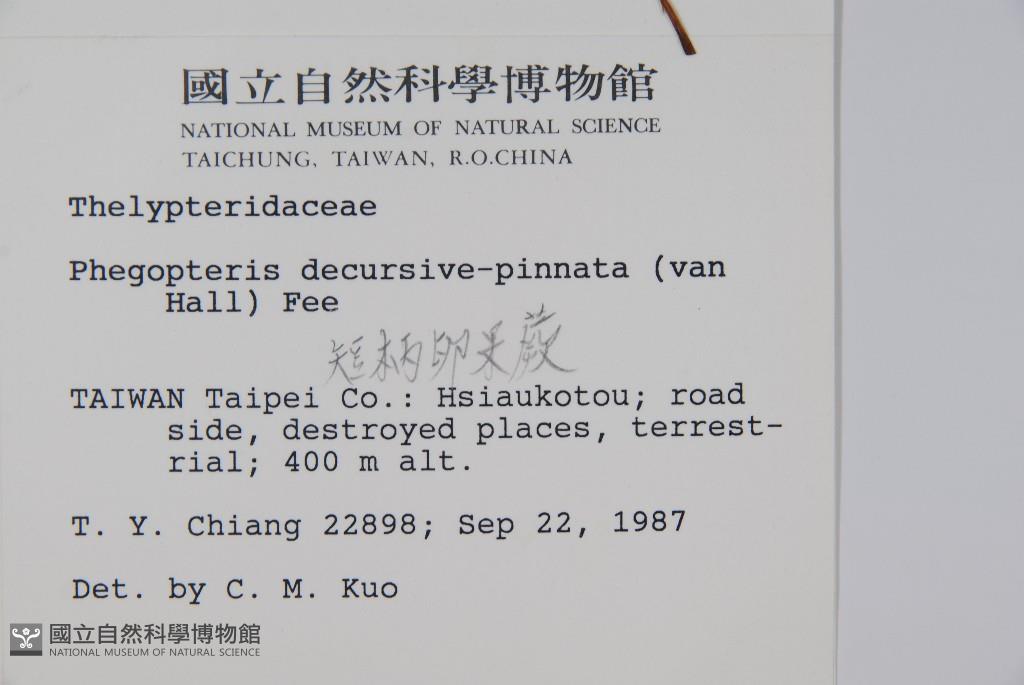 國立自然科學博物館
NATIONAL MUSEUM OF NATURAL SCIENCE
TAICHUNG, TAIWAN, R.O.CHINA
Thelypteridaceae
Phegopteris decursive-pinnata (van
Hall) Fee
短柄卵果蕨
TAIWAN Taipei Co.: Hsiaukotou; road
side, destroyed places, terrest-
rial; 400 m alt.
T. Y. Chiang 22898; Sep 22, 1987
Det. by C. M. Kuo
國立自然科學博物館
NATIONAL MUSEUM OF NATURAL SCIENCE